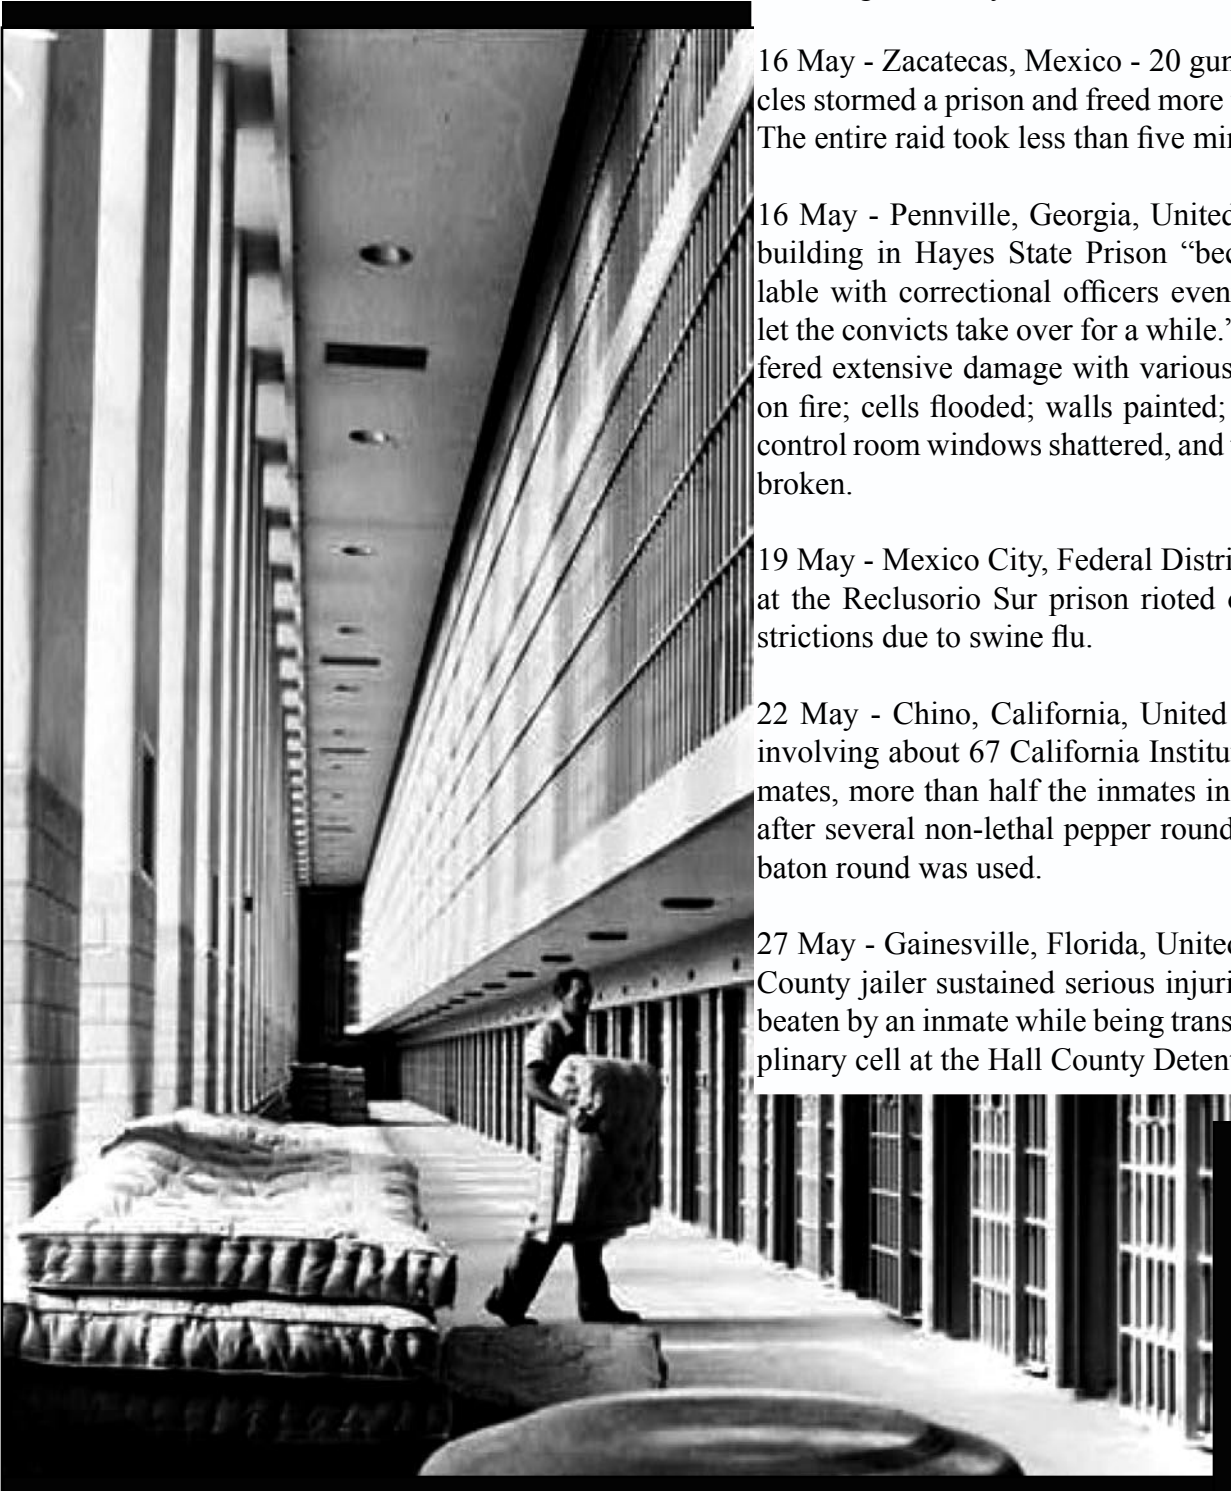 16 May - Zacatecas, Mexico - 20 gun
cles stormed a prison and freed more
The entire raid took less than five min
16 May - Pennville, Georgia, United
building in Hayes State Prison “bec
lable with correctional officers even
let the convicts take over for a while.”
fered extensive damage with various
on fire; cells flooded; walls painted;
control room windows shattered, and
broken.
19 May - Mexico City, Federal Distri
at the Reclusorio Sur prison rioted
strictions due to swine flu.
22 May - Chino, California, United
involving about 67 California Institu
mates, more than half the inmates in
after several non-lethal pepper round
baton round was used.
27 May - Gainesville, Florida, United
County jailer sustained serious injuri
beaten by an inmate while being trans
plinary cell at the Hall County Deten